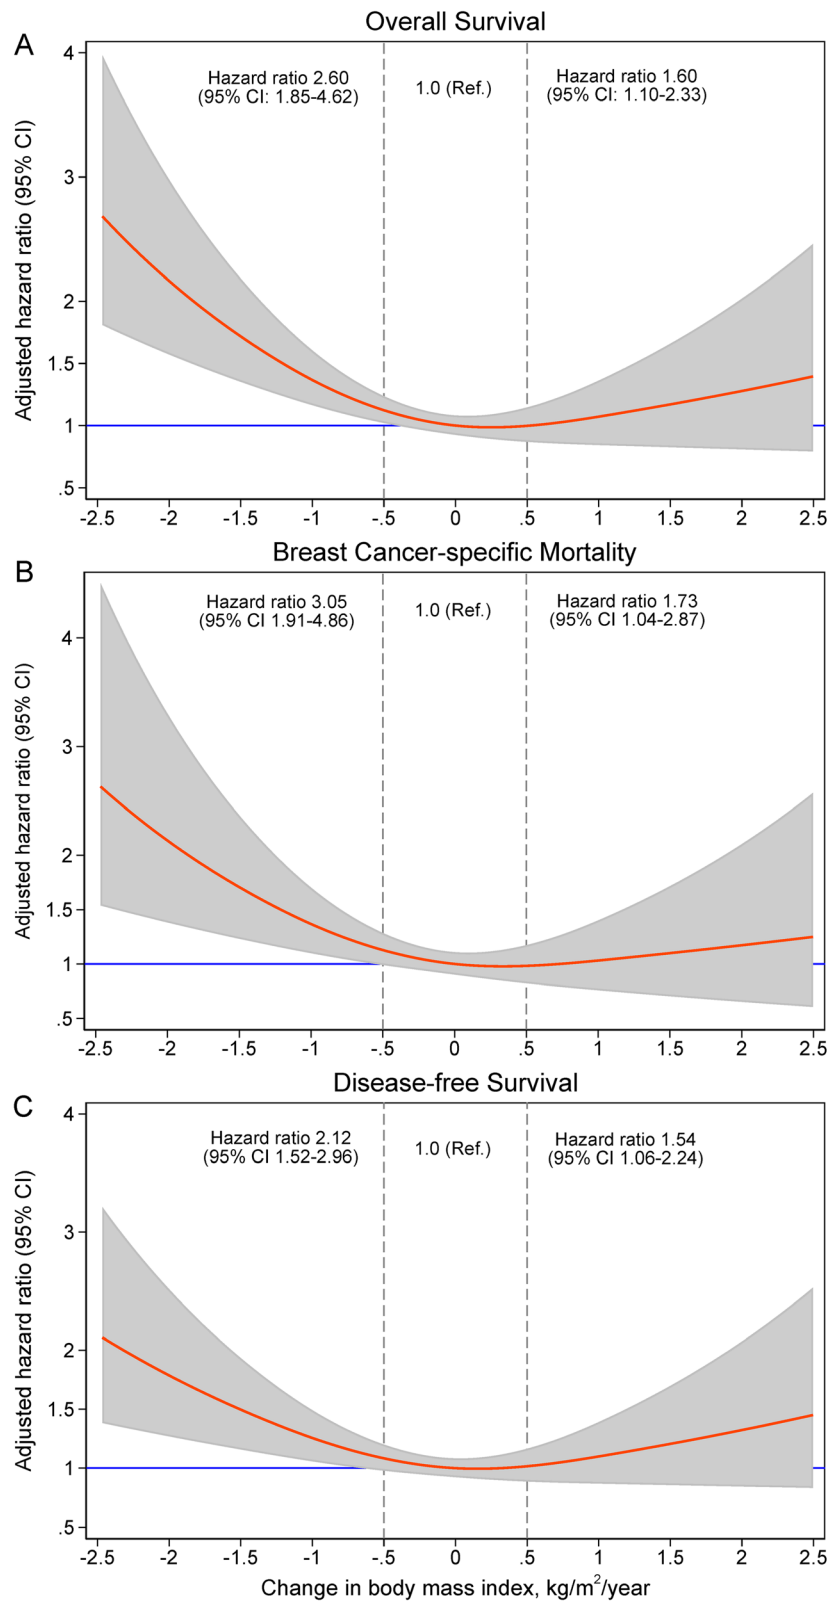 Overall Survival
A
Hazard ratio 2.60
(95% CI: 1.85-4.62)
1.0 (Ref.)
Hazard ratio 1.60
(95% CI: 1.10-2.33)
Adjusted hazard ratio (95% CI)
4
3
2
1.5
1
.5
-2.5 -2 -1.5 -1 -.5 0 .5 1 1.5 2 2.5
Breast Cancer-specific Mortality
B
Hazard ratio 3.05
(95% CI 1.91-4.86)
1.0 (Ref.)
Hazard ratio 1.73
(95% CI 1.04-2.87)
Adjusted hazard ratio (95% CI)
4
3
2
1.5
1
.5
-2.5 -2 -1.5 -1 -.5 0 .5 1 1.5 2 2.5
Disease-free Survival
C
Hazard ratio 2.12
(95% CI 1.52-2.96)
1.0 (Ref.)
Hazard ratio 1.54
(95% CI 1.06-2.24)
Adjusted hazard ratio (95% CI)
4
3
2
1.5
1
.5
-2.5 -2 -1.5 -1 -.5 0 .5 1 1.5 2 2.5
Change in body mass index, kg/m²/year